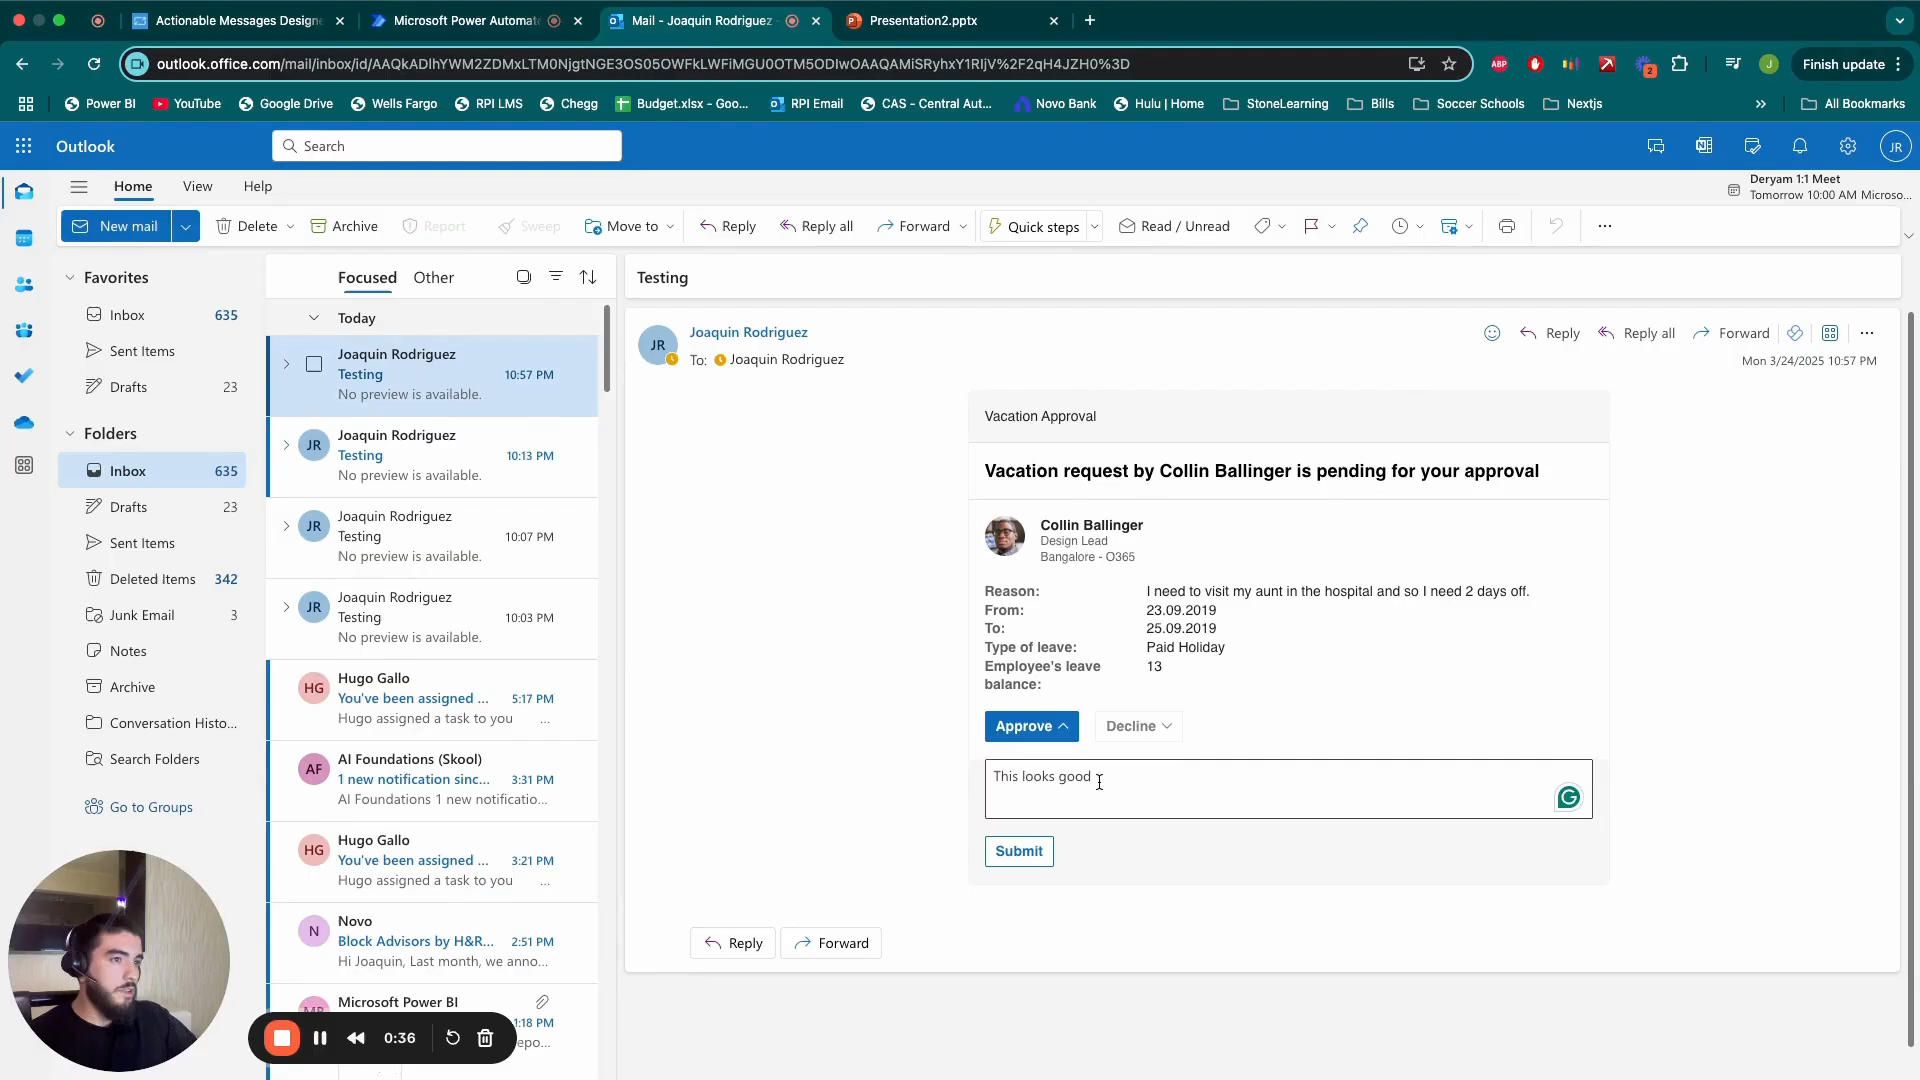 Actionable Messages Designe
Microsoft Power Automat
Mail - Joaquin Rodriguez -
Presentation2.pptx
outlook.office.com/mail/inbox/id/AAQkADlhYWM2ZDMxLTM0NjgtNGE3OS05OWFkLWFiMGU0OTM5ODIwOAAQAMiSRyhxY1RIjV%2F2qH4JZH0%3D
ABP
2
J
Finish update
Power BI
YouTube
Google Drive
Wells Fargo
RPI LMS
Chegg
Budget.xlsx - Goo...
RPI Email
CAS - Central Aut...
Novo Bank
Hulu | Home
StoneLearning
Bills
Soccer Schools
Nextjs
All Bookmarks
Outlook
Search
JR
Home
View
Help
Deryam 1:1 Meet
Tomorrow 10:00 AM Microso...
New mail
Delete
Archive
Report
Sweep
Move to
Reply
Reply all
Forward
Quick steps
Read / Unread
Favorites
Inbox 635
Sent Items
Drafts 23
Folders
Inbox 635
Drafts 23
Sent Items
Deleted Items 342
Junk Email 3
Notes
Archive
Conversation Histo...
Search Folders
Go to Groups
Focused
Other
Today
Joaquin Rodriguez
Testing 10:57 PM
No preview is available.
JR
Joaquin Rodriguez
Testing 10:13 PM
No preview is available.
JR
Joaquin Rodriguez
Testing 10:07 PM
No preview is available.
JR
Joaquin Rodriguez
Testing 10:03 PM
No preview is available.
HG
Hugo Gallo
You've been assigned ... 5:17 PM
Hugo assigned a task to you ...
AF
AI Foundations (Skool)
1 new notification sinc... 3:31 PM
AI Foundations 1 new notificatio...
HG
Hugo Gallo
You've been assigned ... 3:21 PM
Hugo assigned a task to you ...
N
Novo
Block Advisors by H&R... 2:51 PM
Hi Joaquin, Last month, we anno...
Microsoft Power BI
1:18 PM
epo...
0:36
Testing
JR
Joaquin Rodriguez
To: Joaquin Rodriguez
Reply
Reply all
Forward
Mon 3/24/2025 10:57 PM
Vacation Approval
Vacation request by Collin Ballinger is pending for your approval
Collin Ballinger
Design Lead
Bangalore - O365
Reason: I need to visit my aunt in the hospital and so I need 2 days off.
From: 23.09.2019
To: 25.09.2019
Type of leave: Paid Holiday
Employee's leave balance: 13
Approve
Decline
This looks good
Submit
Reply
Forward